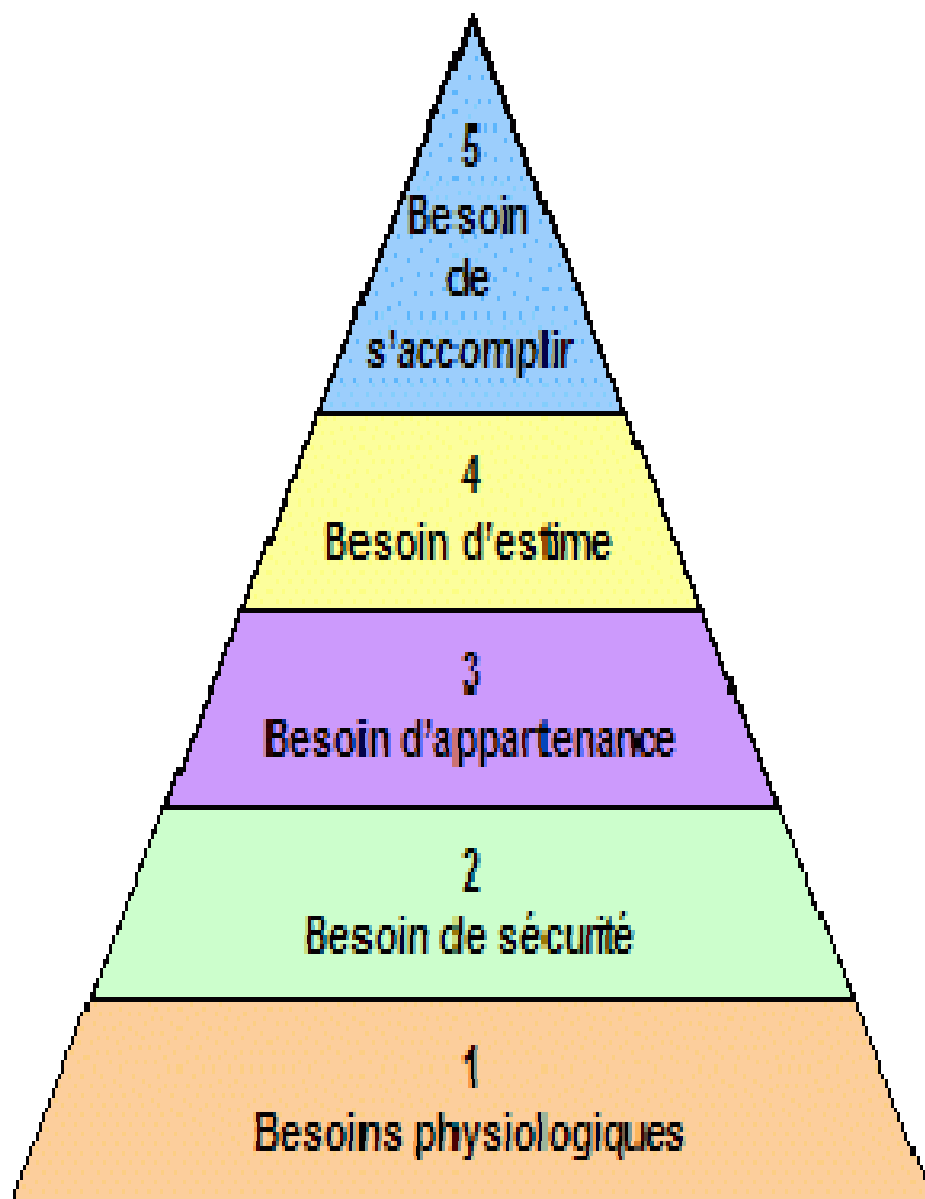 5
Besoin
de
s'accomplir
4
Besoin d'estime
3
Besoin d'appartenance
2
Besoin de sécurité
1
Besoins physiologiques